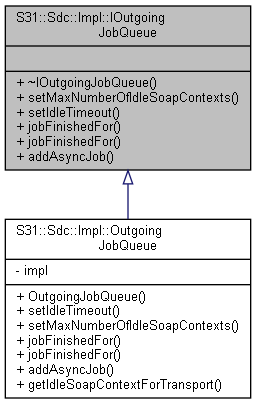 S31::Sdc::Impl::IOutgoing
JobQueue
+ ~IOutgoingJobQueue()
+ setMaxNumberOfIdleSoapContexts()
+ setIdleTimeout()
+ jobFinishedFor()
+ jobFinishedFor()
+ addAsyncJob()
S31::Sdc::Impl::Outgoing
JobQueue
- impl
+ OutgoingJobQueue()
+ setIdleTimeout()
+ setMaxNumberOfIdleSoapContexts()
+ jobFinishedFor()
+ jobFinishedFor()
+ addAsyncJob()
+ getIdleSoapContextForTransport()